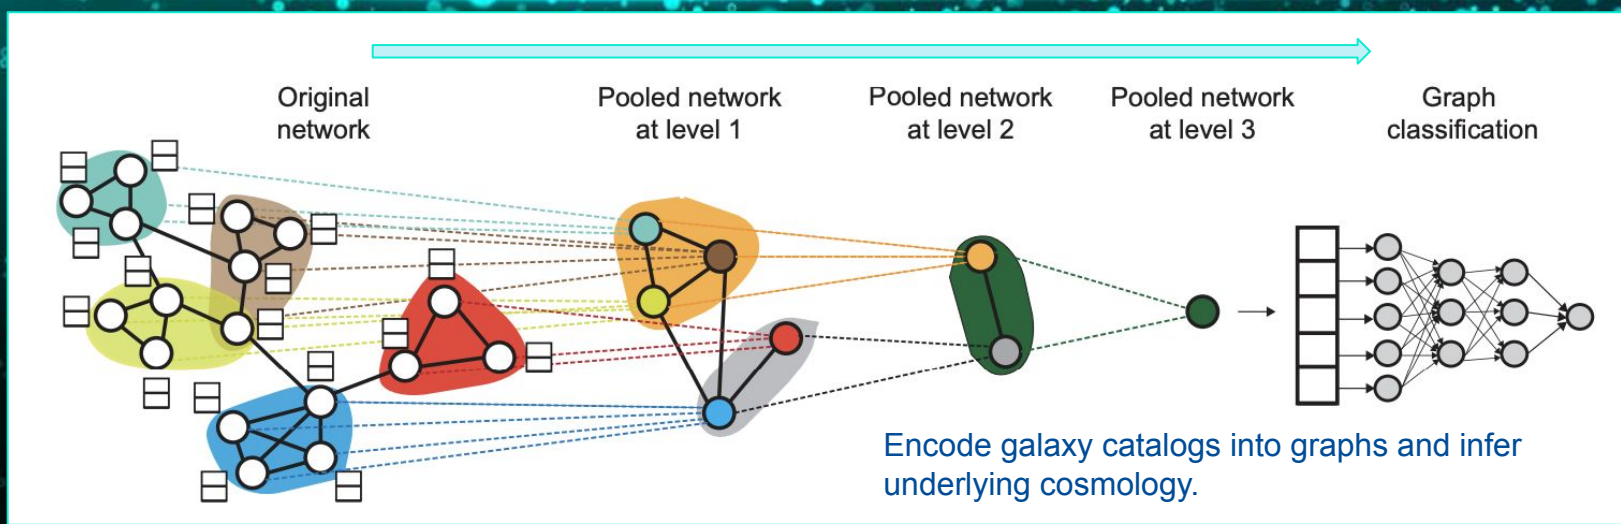 Original
network
Pooled network
at level 1
Pooled network
at level 2
Pooled network
at level 3
Graph
classification
Encode galaxy catalogs into graphs and infer
underlying cosmology.